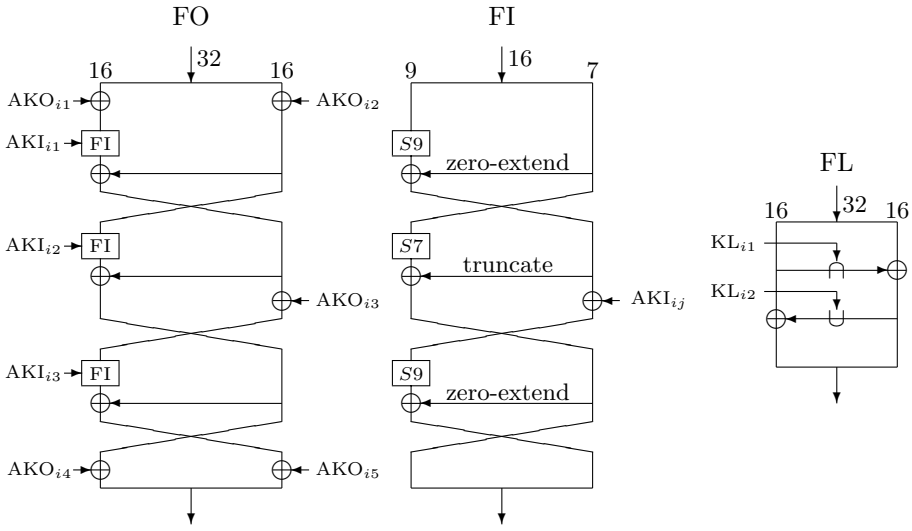 FO FI
32 16
16 16 9 7
AKO_{i1} AKO_{i2}
AKI_{i1} FI S9
zero-extend FL
16 32 16
AKI_{i2} FI S7 KL_{i1}
truncate
AKO_{i3} AKI_{ij} KL_{i2}
AKI_{i3} FI S9
zero-extend
AKO_{i4} AKO_{i5}